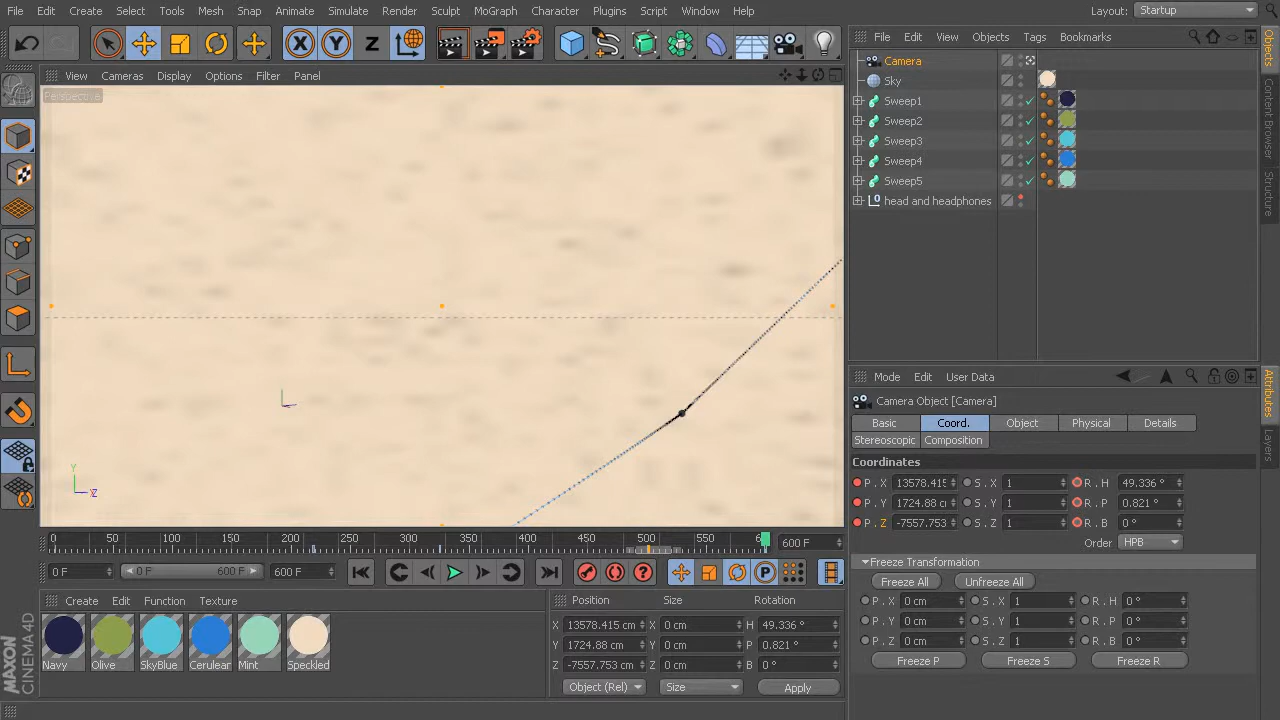 File Edit Select Tools Mesh Snap Animate Simulate Render Sculpt MoGraph Character Plugins Script Window Help
Layout: Startup
File Edit View Objects Tags Bookmarks
View Cameras Display Options Filter Panel
Perspective
Camera
Sky
Sweep1
Sweep2
Sweep3
Sweep4
Sweep5
head and headphones
Objects
Content Browser
Structure
Mode Edit User Data
Camera Object [Camera]
Basic Coord. Object Physical Details
Stereoscopic Composition
Coordinates
P . X 13578.415 S . X 1 R . H 49.336 °
P . Y 1724.88 S . Y 1 R . P 0.821 °
P . Z -7557.753 S . Z 1 R . B 0 °
Order HPB
Freeze Transformation
Freeze All Unfreeze All
P . X 0 cm S . X 1 R . H 0 °
P . Y 0 cm S . Y 1 R . P 0 °
P . Z 0 cm S . Z 1 R . B 0 °
Freeze P Freeze S Freeze R
Attributes
Layers
Y
Z
0 50 100 150 200 250 300 350 400 450 500 550
600 F
0 F 0 F 600 F 600 F
Create Edit Function Texture
Navy Olive SkyBlue Cerulear Mint Speckled
Position Size Rotation
X 13578.415 cm X 0 cm H 49.336 °
Y 1724.88 cm Y 0 cm P 0.821 °
Z -7557.753 cm Z 0 cm B 0 °
Object (Rel) Size Apply
MAXON
CINEMA 4D